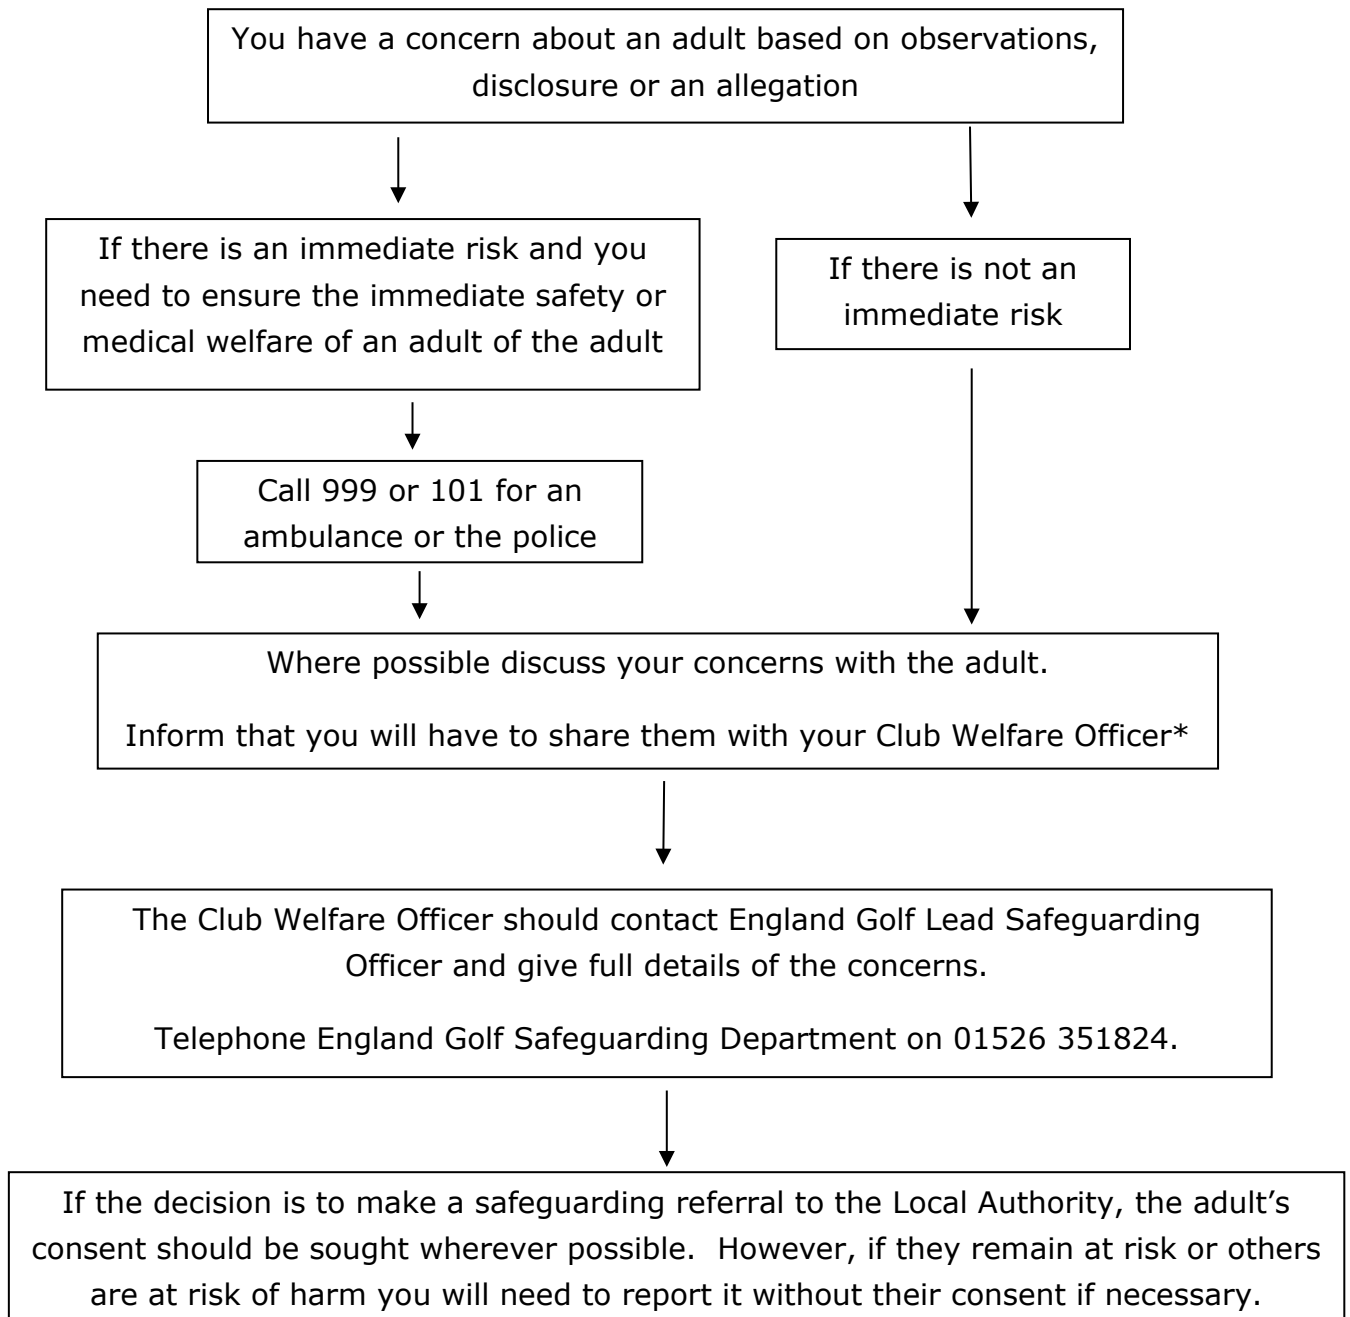 You have a concern about an adult based on observations,
disclosure or an allegation
If there is an immediate risk and you
need to ensure the immediate safety or
medical welfare of an adult of the adult
If there is not an
immediate risk
Call 999 or 101 for an
ambulance or the police
Where possible discuss your concerns with the adult.
Inform that you will have to share them with your Club Welfare Officer*
The Club Welfare Officer should contact England Golf Lead Safeguarding
Officer and give full details of the concerns.
Telephone England Golf Safeguarding Department on 01526 351824.
If the decision is to make a safeguarding referral to the Local Authority, the adult’s
consent should be sought wherever possible.  However, if they remain at risk or others
are at risk of harm you will need to report it without their consent if necessary.